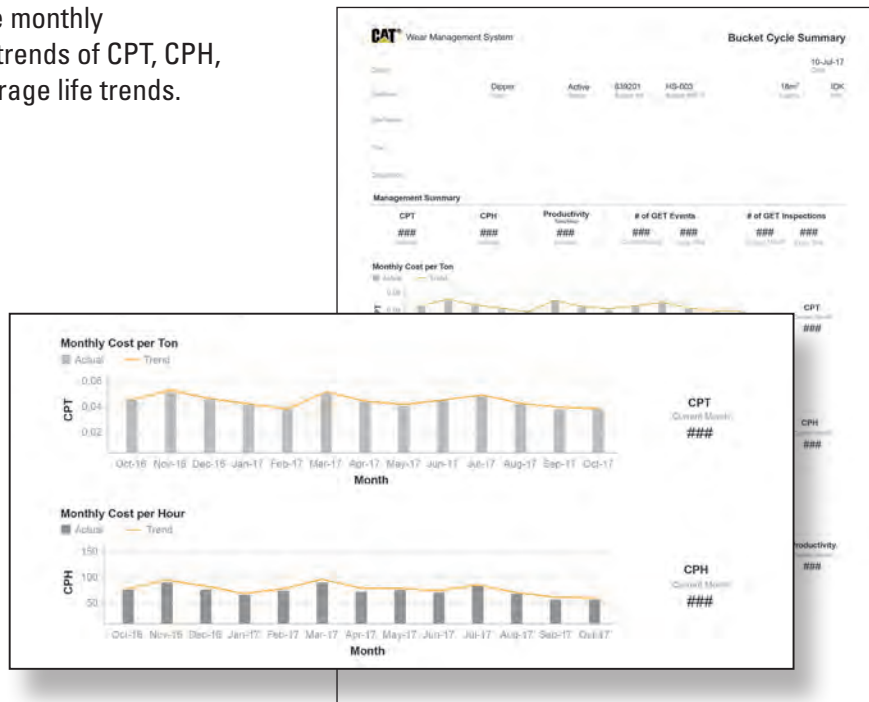 e monthly
trends of CPT, CPH,
rage life trends.
CAT® Wear Management System
Bucket Cycle Summary
10-Jul-17
Dipper Active 839201 HS-003 18m³ IDK
Management Summary
CPT CPH Productivity # of GET Events # of GET Inspections
### ### ### ### ### ### ###
Monthly Cost per Ton
Actual Trend
CPT
###
CPH
###
Productivity
###
Monthly Cost per Ton
Actual Trend
0,06
0,04
0,02
CPT
Oct-16 Nov-16 Dec-16 Jan-17 Feb-17 Mar-17 Apr-17 May-17 Jun-17 Jul-17 Aug-17 Sep-17 Oct-17
Month
CPT
Current Month
###
Monthly Cost per Hour
Actual Trend
150
100
50
CPH
Oct-16 Nov-16 Dec-16 Jan-17 Feb-17 Mar-17 Apr-17 May-17 Jun-17 Jul-17 Aug-17 Sep-17
Month
CPH
Current Month
###